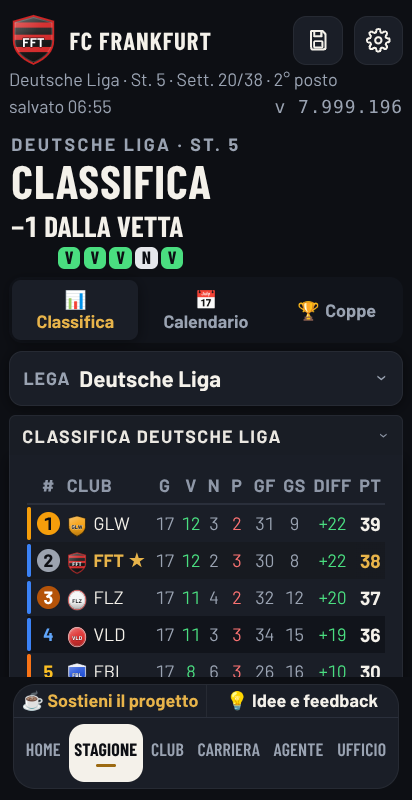 FFT FC FRANKFURT
Deutsche Liga · St. 5 · Sett. 20/38 · 2° posto
salvato 06:55 v 7.999.196
DEUTSCHE LIGA · ST. 5
CLASSIFICA
−1 DALLA VETTA
V V V N V
Classifica Calendario Coppe
LEGA Deutsche Liga
CLASSIFICA DEUTSCHE LIGA
# CLUB G V N P GF GS DIFF PT
1 GLW 17 12 3 2 31 9 +22 39
2 FFT ★ 17 12 2 3 30 8 +22 38
3 FLZ 17 11 4 2 32 12 +20 37
4 VLD 17 11 3 3 34 15 +19 36
5 FBL 17 8 6 3 26 16 +10 30
Sostieni il progetto Idee e feedback
HOME STAGIONE CLUB CARRIERA AGENTE UFFICIO